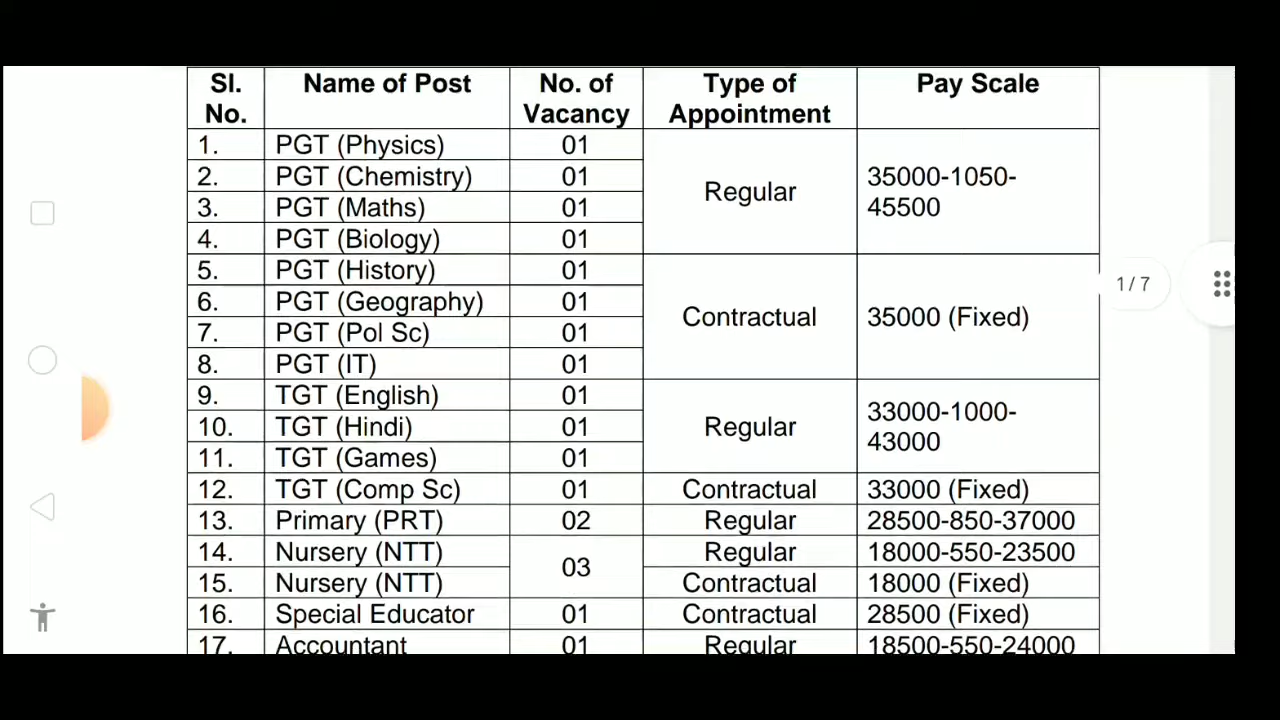 Sl. No. Name of Post No. of Vacancy Type of Appointment Pay Scale
1. PGT (Physics) 01 Regular 35000-1050-45500
2. PGT (Chemistry) 01
3. PGT (Maths) 01
4. PGT (Biology) 01
5. PGT (History) 01 Contractual 35000 (Fixed)
6. PGT (Geography) 01
7. PGT (Pol Sc) 01
8. PGT (IT) 01
9. TGT (English) 01 Regular 33000-1000-43000
10. TGT (Hindi) 01
11. TGT (Games) 01
12. TGT (Comp Sc) 01 Contractual 33000 (Fixed)
13. Primary (PRT) 02 Regular 28500-850-37000
14. Nursery (NTT) 03 Regular 18000-550-23500
15. Nursery (NTT) Contractual 18000 (Fixed)
16. Special Educator 01 Contractual 28500 (Fixed)
17. Accountant 01 Regular 18500-550-24000
1/7